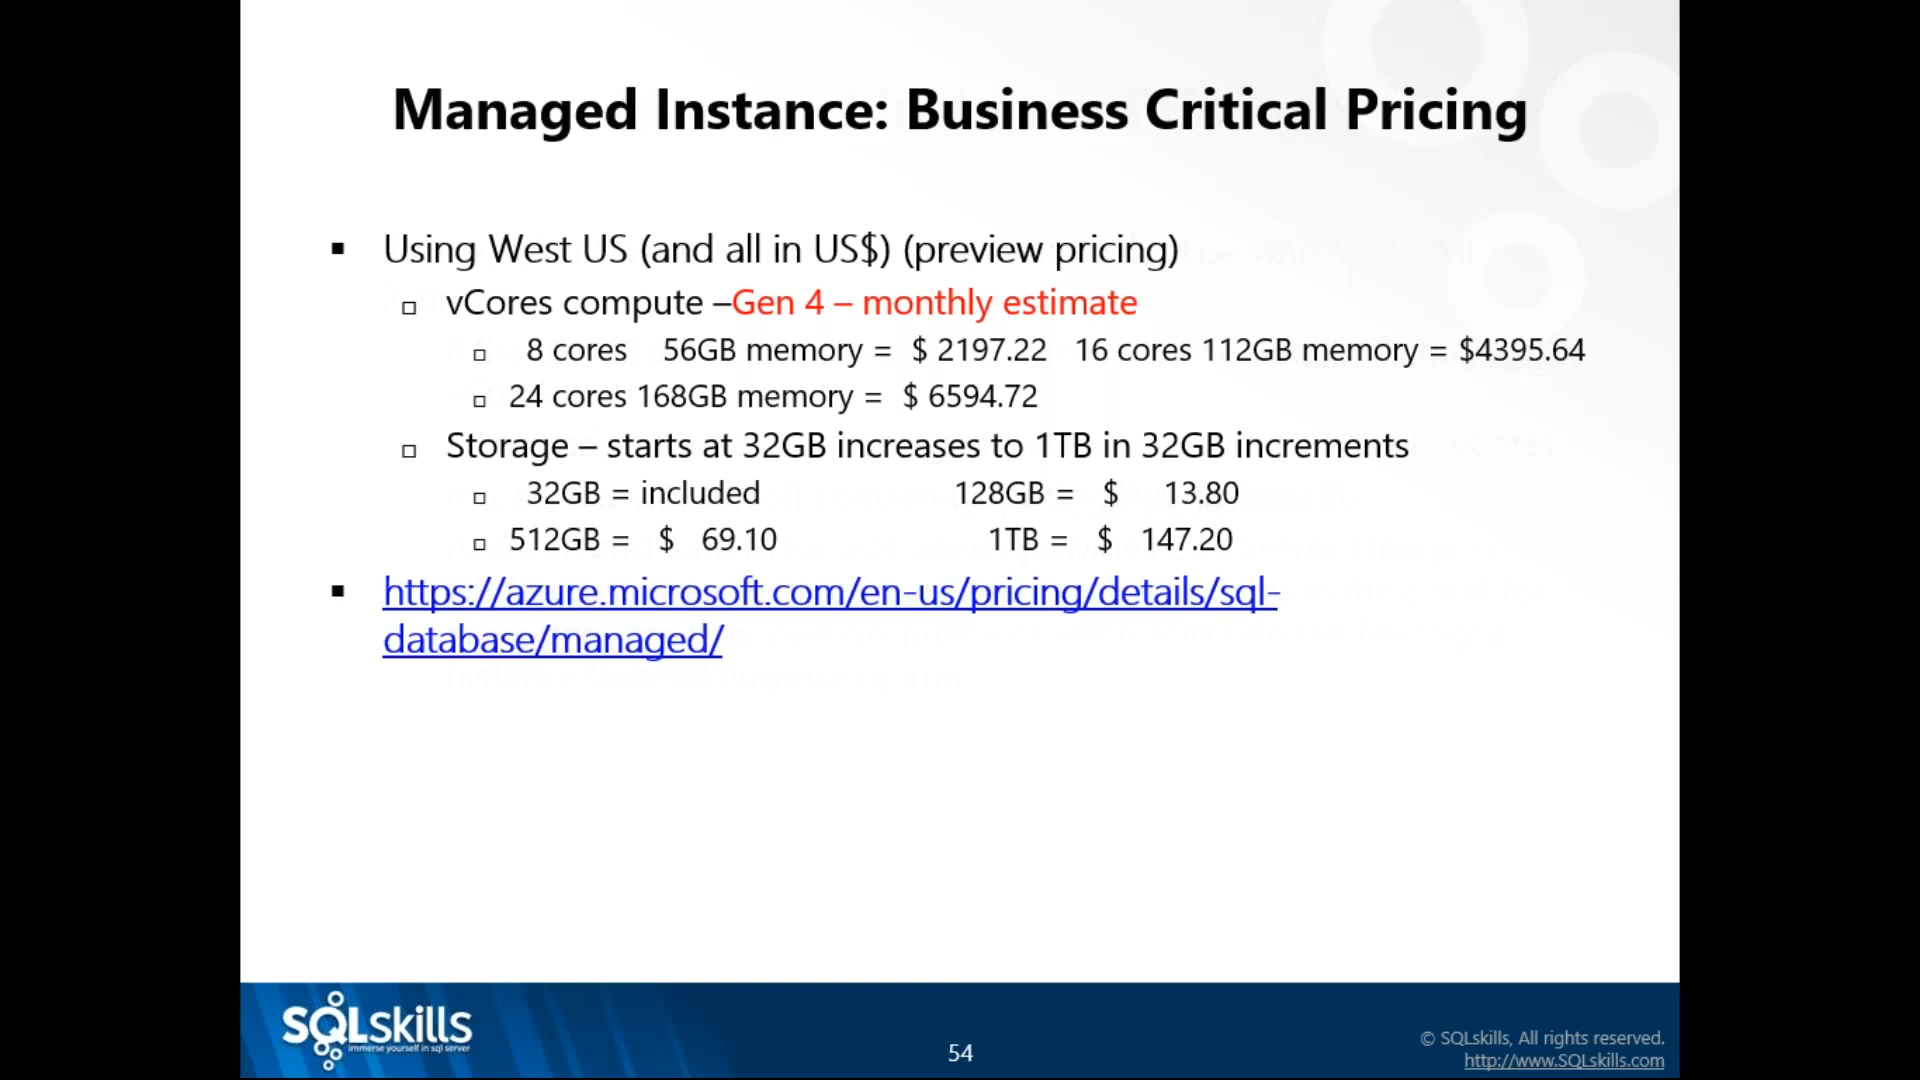 Managed Instance: Business Critical Pricing
Using West US (and all in US$) (preview pricing)
vCores compute –Gen 4 – monthly estimate
8 cores 56GB memory = $ 2197.22 16 cores 112GB memory = $4395.64
24 cores 168GB memory = $ 6594.72
Storage – starts at 32GB increases to 1TB in 32GB increments
32GB = included 128GB = $ 13.80
512GB = $ 69.10 1TB = $ 147.20
https://azure.microsoft.com/en-us/pricing/details/sql-
database/managed/
SQLskills
immerse yourself in sql server
54
© SQLskills, All rights reserved.
http://www.SQLskills.com